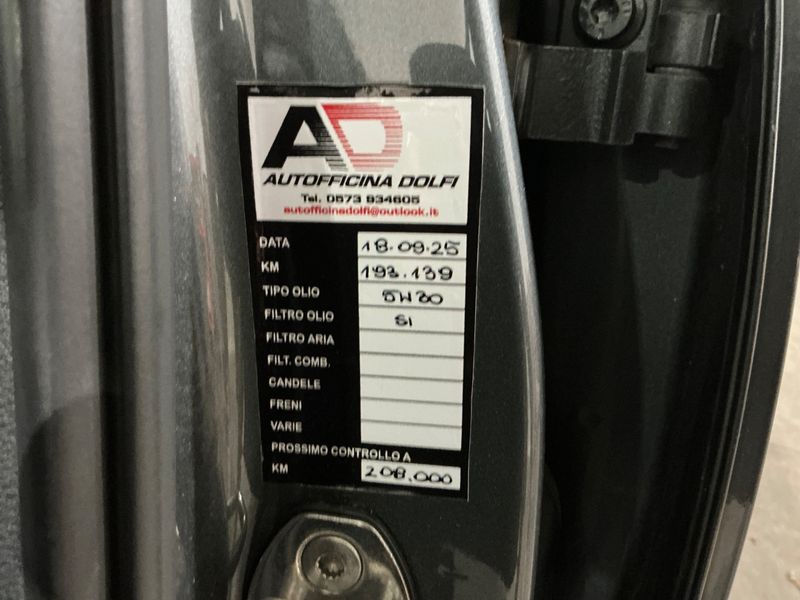 AD
AUTOFFICINA DOLFI
Tel. 0573 934605
autofficinadolfi@outlook.it
DATA 18.09.25
KM 193.139
TIPO OLIO 5W30
FILTRO OLIO SI
FILTRO ARIA
FILT. COMB.
CANDELE
FRENI
VARIE
PROSSIMO CONTROLLO A
KM 208.000